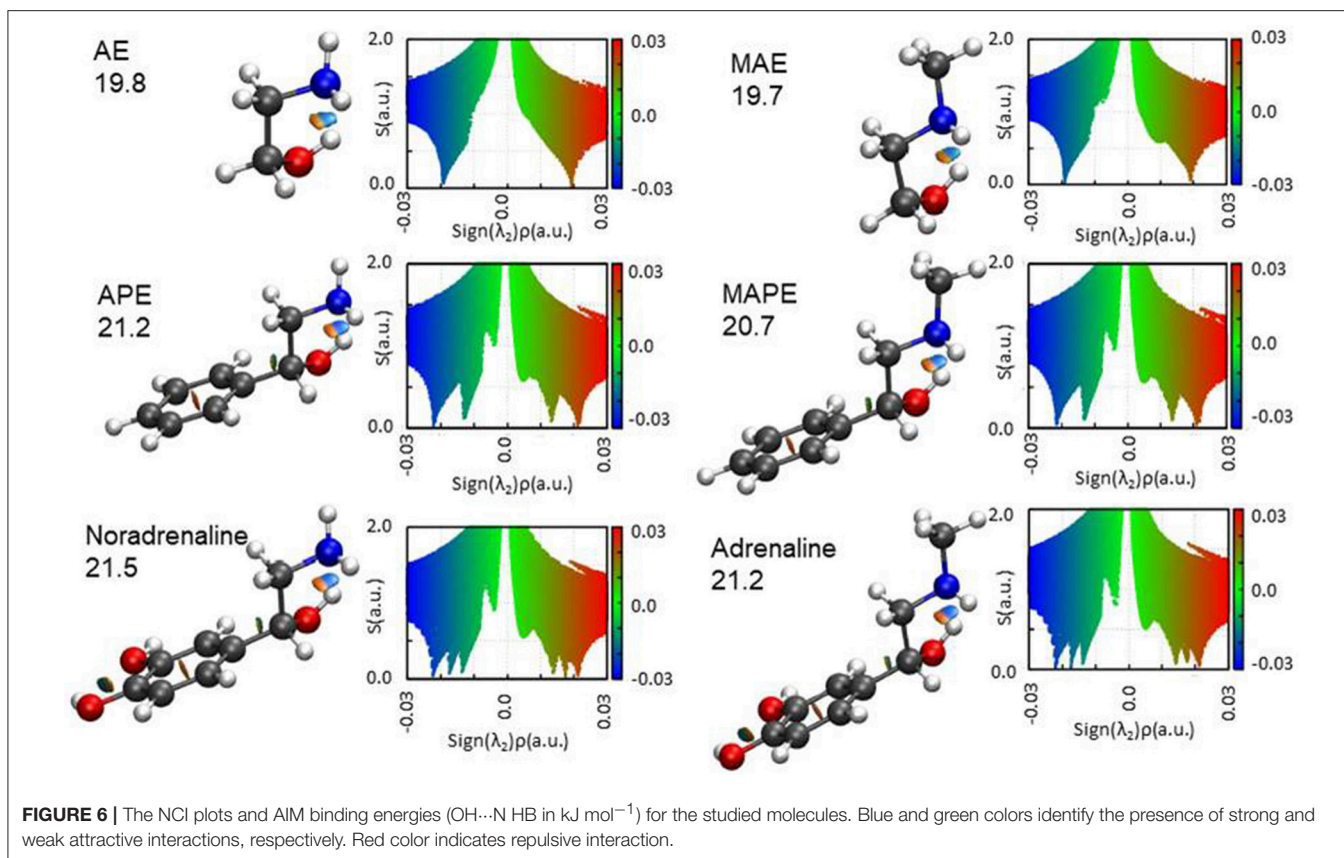 AE
19.8
2.0
S(a.u.)
0.0
-0.03
0.0
0.03
Sign(λ₂)ρ(a.u.)
0.03
0.0
-0.03
MAE
19.7
2.0
S(a.u.)
0.0
-0.03
0.0
0.03
Sign(λ₂)ρ(a.u.)
0.03
0.0
-0.03
APE
21.2
2.0
S(a.u.)
0.0
-0.03
0.0
0.03
Sign(λ₂)ρ(a.u.)
0.03
0.0
-0.03
MAPE
20.7
2.0
S(a.u.)
0.0
-0.03
0.0
0.03
Sign(λ₂)ρ(a.u.)
0.03
0.0
-0.03
Noradrenaline
21.5
2.0
S(a.u.)
0.0
-0.03
0.0
0.03
Sign(λ₂)ρ(a.u.)
0.03
0.0
-0.03
Adrenaline
21.2
2.0
S(a.u.)
0.0
-0.03
0.0
0.03
Sign(λ₂)ρ(a.u.)
0.03
0.0
-0.03
FIGURE 6 | The NCI plots and AIM binding energies (OH···N HB in kJ mol⁻¹) for the studied molecules. Blue and green colors identify the presence of strong and
weak attractive interactions, respectively. Red color indicates repulsive interaction.